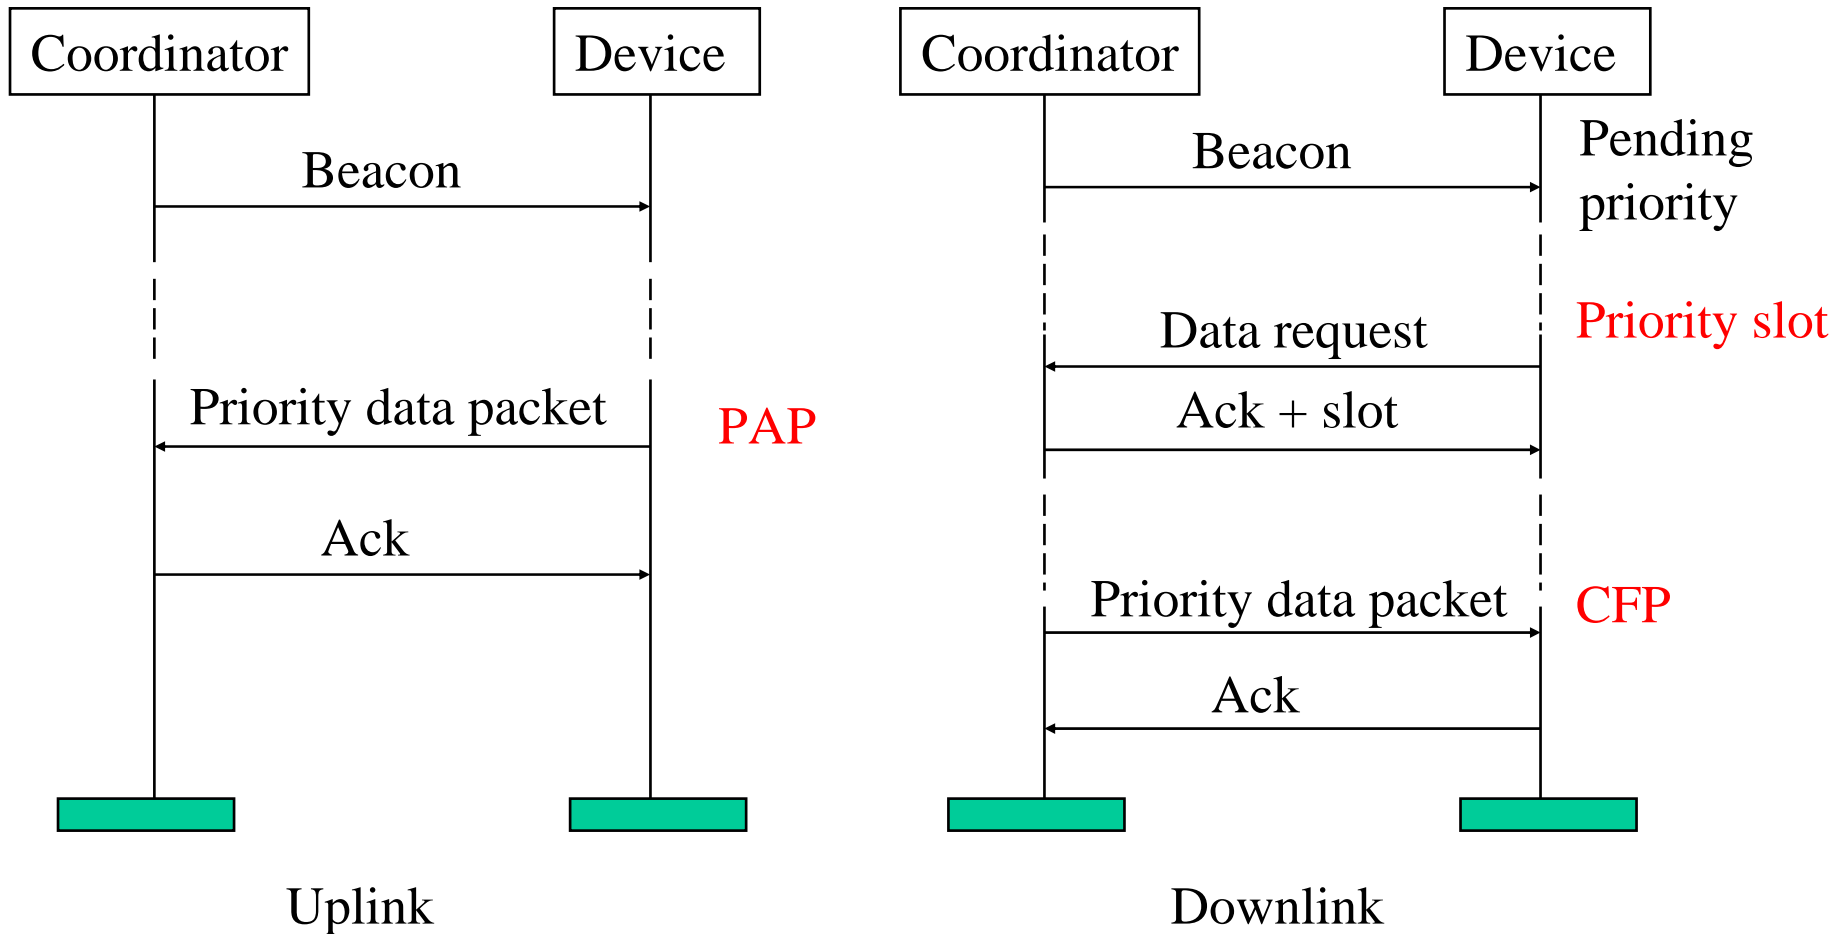 Coordinator
Device
Beacon
Priority data packet
PAP
Ack
Uplink
Coordinator
Device
Beacon
Pending
priority
Priority slot
Data request
Ack + slot
Priority data packet
CFP
Ack
Downlink